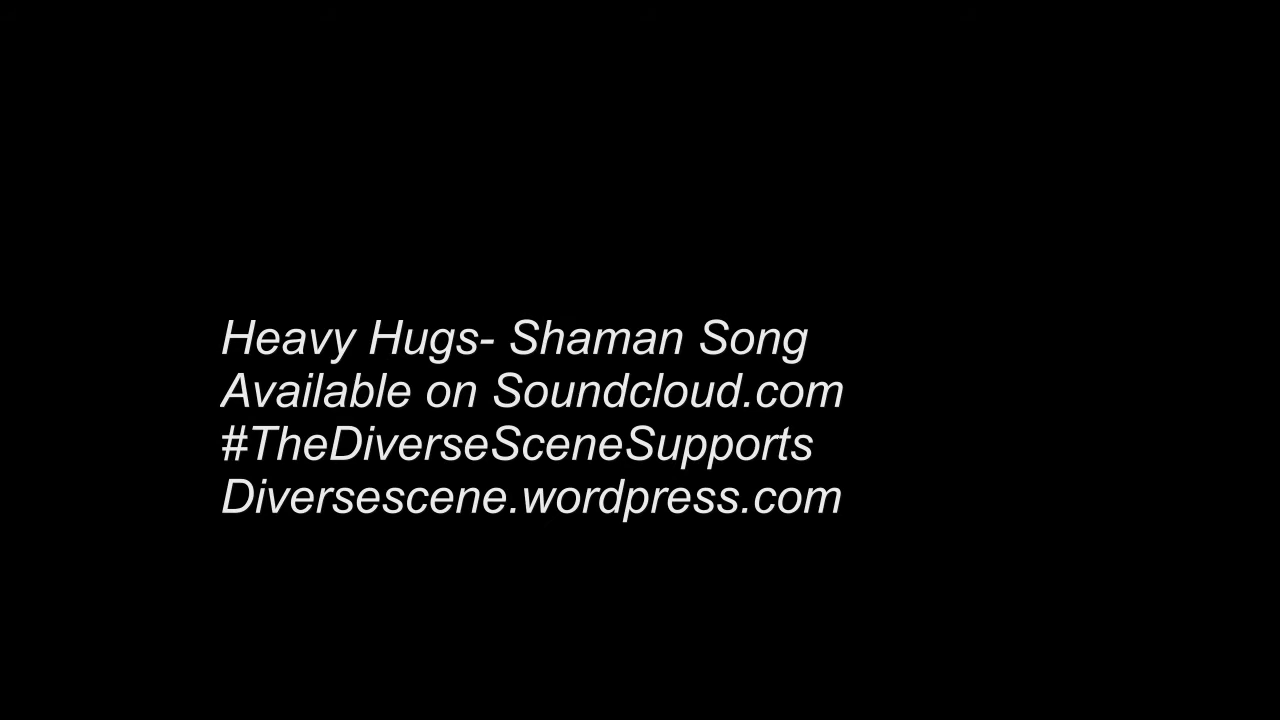 Heavy Hugs- Shaman Song
Available on Soundcloud.com
#TheDiverseSceneSupports
Diversescene.wordpress.com